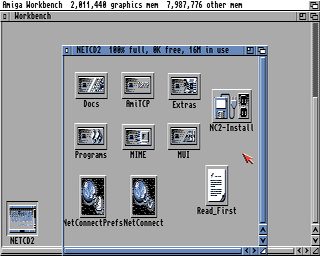 Amiga Workbench  2,011,440 graphics mem  7,987,776 other mem
Workbench
NETCD2  100% full, 0K free, 16M in use
Docs AmiTCP Extras
NC2-Install
Programs MIME MUI
Read_First
NetConnectPrefs NetConnect
NETCD2